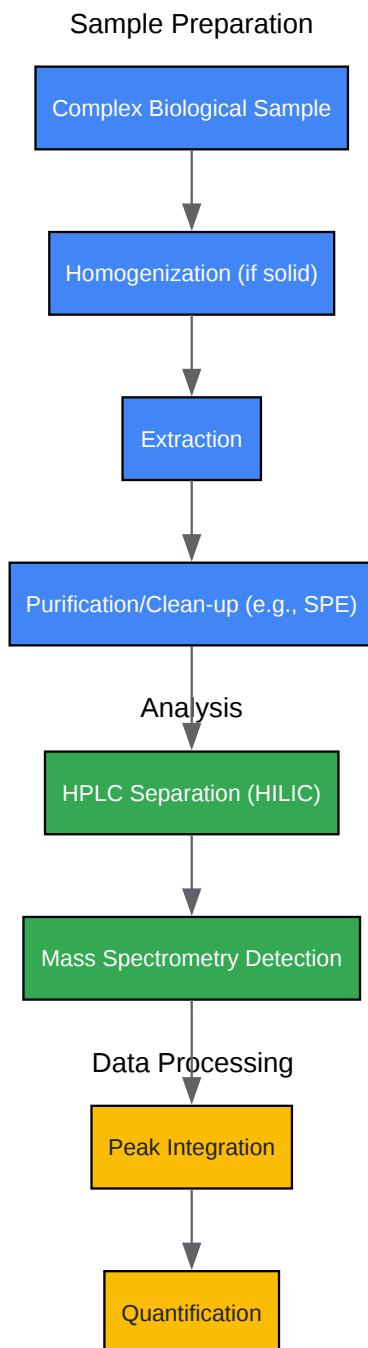 Sample Preparation
Complex Biological Sample
Homogenization (if solid)
Extraction
Purification/Clean-up (e.g., SPE)
Analysis
HPLC Separation (HILIC)
Mass Spectrometry Detection
Data Processing
Peak Integration
Quantification